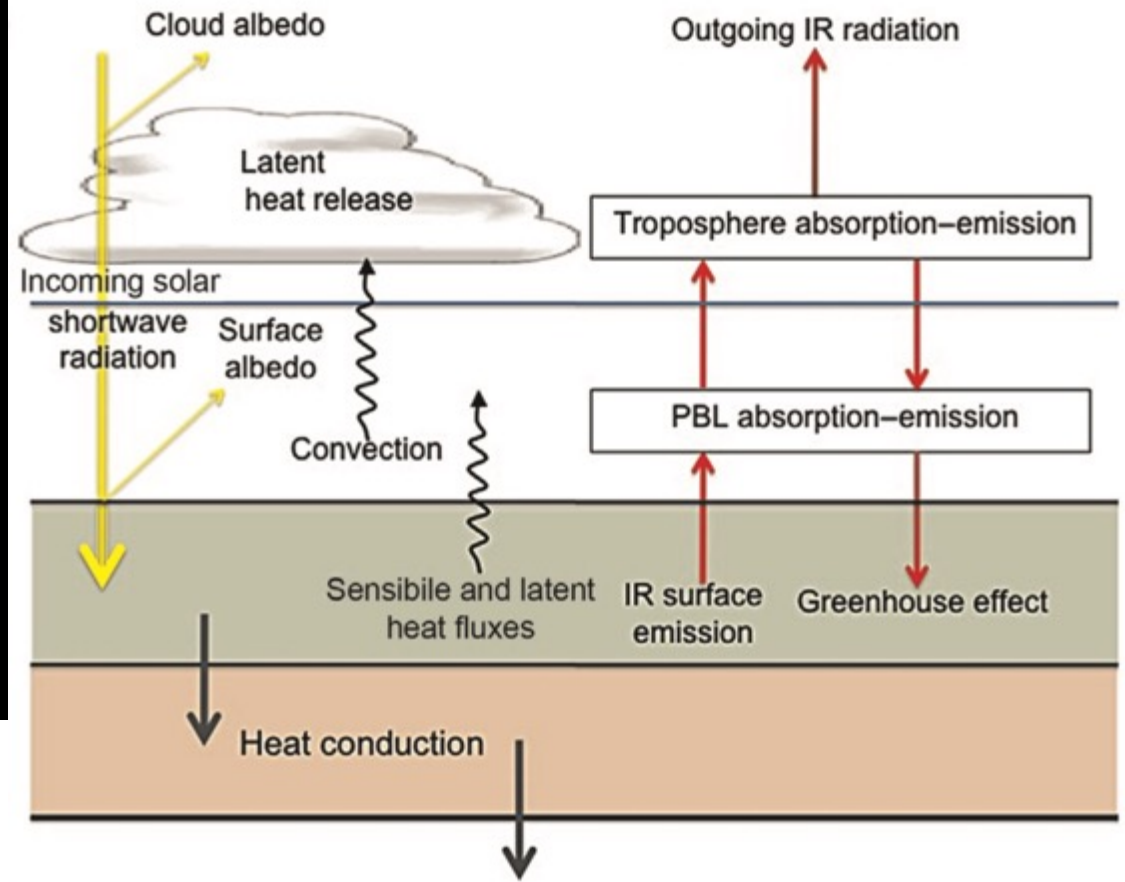 Cloud albedo
Outgoing IR radiation
Latent
heat release
Troposphere absorption–emission
Incoming solar
shortwave
radiation
Surface
albedo
PBL absorption–emission
Convection
Sensibile and latent
heat fluxes
IR surface
emission
Greenhouse effect
Heat conduction